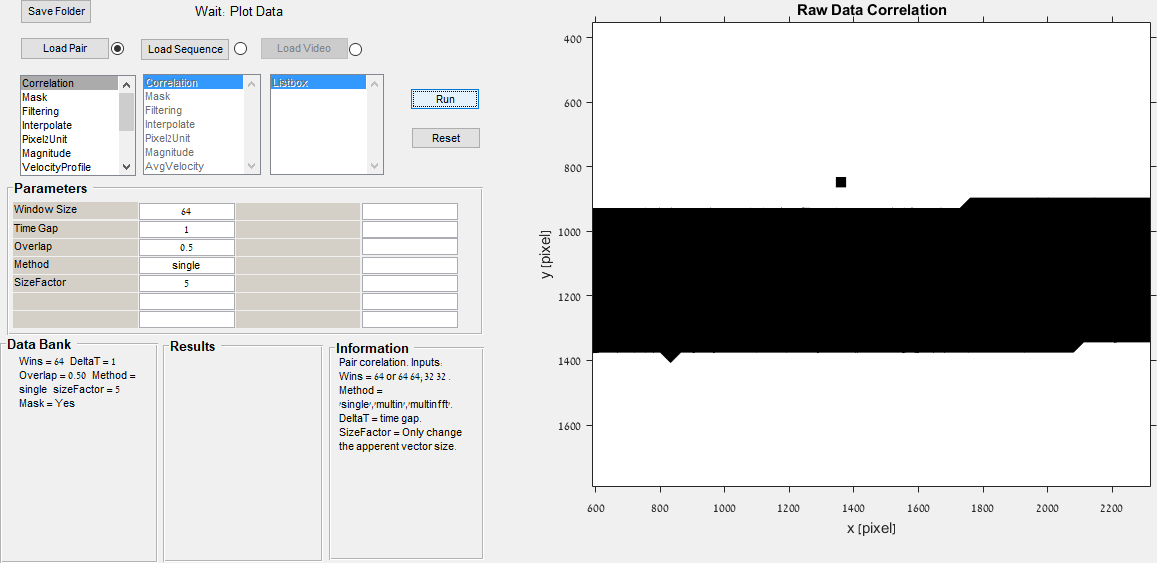 Save Folder
Wait: Plot Data
Load Pair
Load Sequence
Load Video
Correlation
Mask
Filtering
Interpolate
Pixel2Unit
Magnitude
VelocityProfile
Correlation
Mask
Filtering
Interpolate
Pixel2Unit
Magnitude
AvgVelocity
Listbox
Run
Reset
Parameters
Window Size 64
Time Gap 1
Overlap 0.5
Method single
SizeFactor 5
Data Bank
Wins = 64 DeltaT = 1
Overlap = 0.50 Method =
single sizeFactor = 5
Mask = Yes
Results
Information
Pair corelation. Inputs:
Wins = 64 or 64 64, 32 32 .
Method =
'single','multin','multinfft'.
DeltaT = time gap.
SizeFactor = Only change
the apperent vector size.
Raw Data Correlation
400
600
800
1000
1200
1400
1600
y [pixel]
600 800 1000 1200 1400 1600 1800 2000 2200
x [pixel]